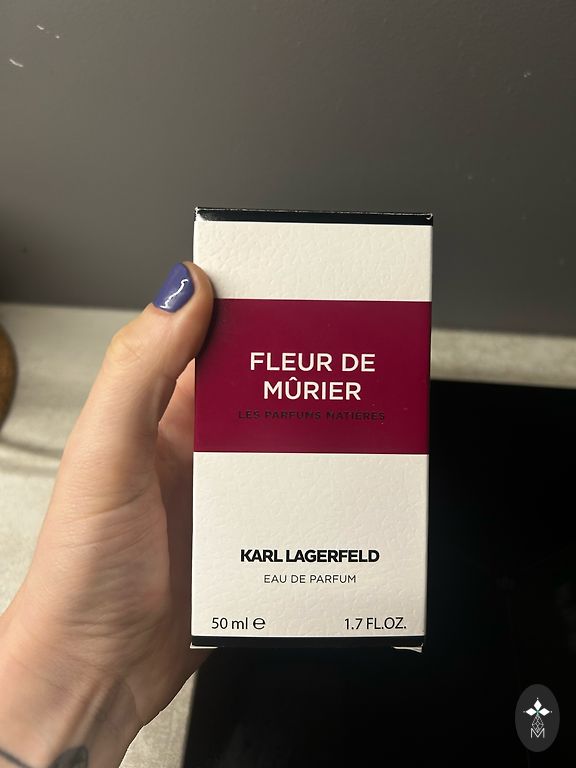 FLEUR DE
MÛRIER
LES PARFUMS MATIÈRES
KARL LAGERFELD
EAU DE PARFUM
50 ml ℮
1.7 FL.OZ.
M